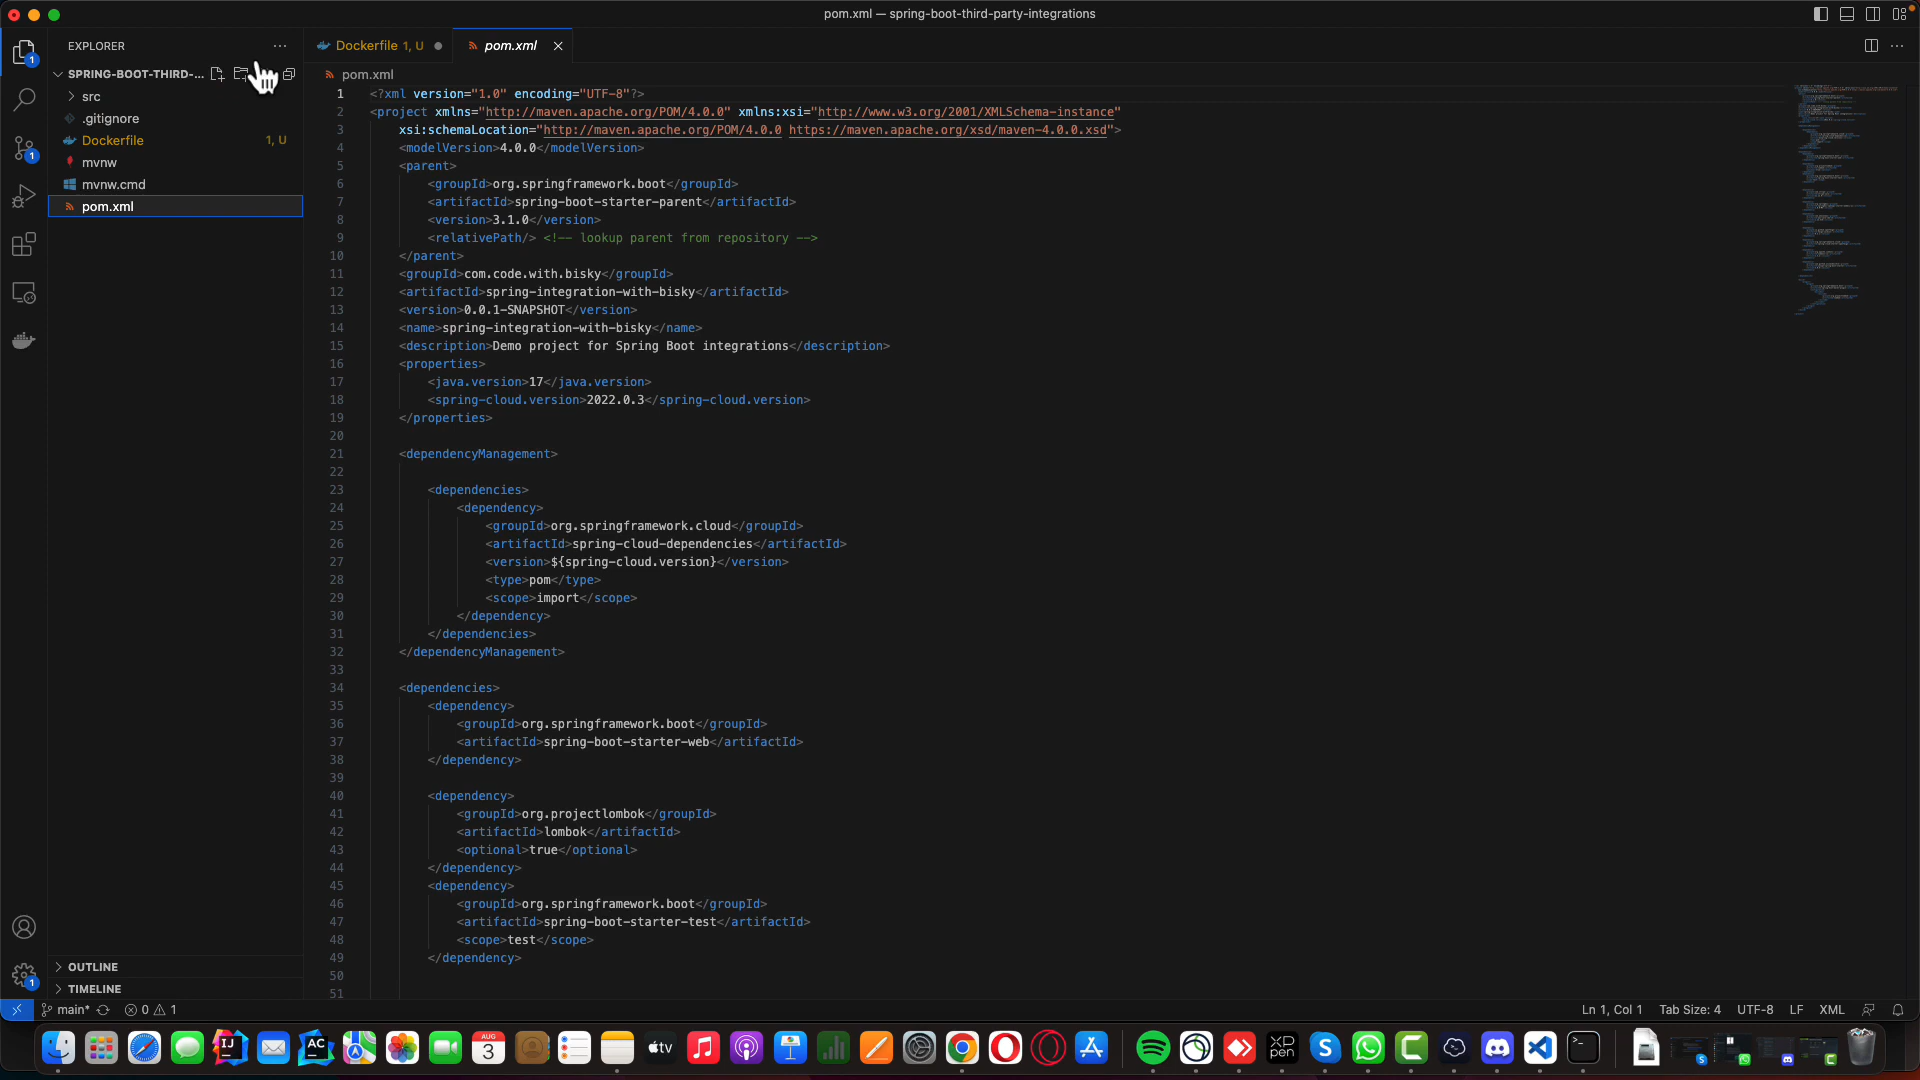 pom.xml — spring-boot-third-party-integrations
EXPLORER
Dockerfile 1, U
pom.xml
SPRING-BOOT-THIRD-...
src
.gitignore
Dockerfile 1, U
mvnw
mvnw.cmd
pom.xml
pom.xml
1 <?xml version="1.0" encoding="UTF-8"?>
2 <project xmlns="http://maven.apache.org/POM/4.0.0" xmlns:xsi="http://www.w3.org/2001/XMLSchema-instance"
3 xsi:schemaLocation="http://maven.apache.org/POM/4.0.0 https://maven.apache.org/xsd/maven-4.0.0.xsd">
4 <modelVersion>4.0.0</modelVersion>
5 <parent>
6 <groupId>org.springframework.boot</groupId>
7 <artifactId>spring-boot-starter-parent</artifactId>
8 <version>3.1.0</version>
9 <relativePath/> <!-- lookup parent from repository -->
10 </parent>
11 <groupId>com.code.with.bisky</groupId>
12 <artifactId>spring-integration-with-bisky</artifactId>
13 <version>0.0.1-SNAPSHOT</version>
14 <name>spring-integration-with-bisky</name>
15 <description>Demo project for Spring Boot integrations</description>
16 <properties>
17 <java.version>17</java.version>
18 <spring-cloud.version>2022.0.3</spring-cloud.version>
19 </properties>
20
21 <dependencyManagement>
22
23 <dependencies>
24 <dependency>
25 <groupId>org.springframework.cloud</groupId>
26 <artifactId>spring-cloud-dependencies</artifactId>
27 <version>${spring-cloud.version}</version>
28 <type>pom</type>
29 <scope>import</scope>
30 </dependency>
31 </dependencies>
32 </dependencyManagement>
33
34 <dependencies>
35 <dependency>
36 <groupId>org.springframework.boot</groupId>
37 <artifactId>spring-boot-starter-web</artifactId>
38 </dependency>
39
40 <dependency>
41 <groupId>org.projectlombok</groupId>
42 <artifactId>lombok</artifactId>
43 <optional>true</optional>
44 </dependency>
45 <dependency>
46 <groupId>org.springframework.boot</groupId>
47 <artifactId>spring-boot-starter-test</artifactId>
48 <scope>test</scope>
49 </dependency>
50
51
OUTLINE
TIMELINE
main* 0 1
Ln 1, Col 1 Tab Size: 4 UTF-8 LF XML
IJ
AC
AUG
3
tv
XP
PEN